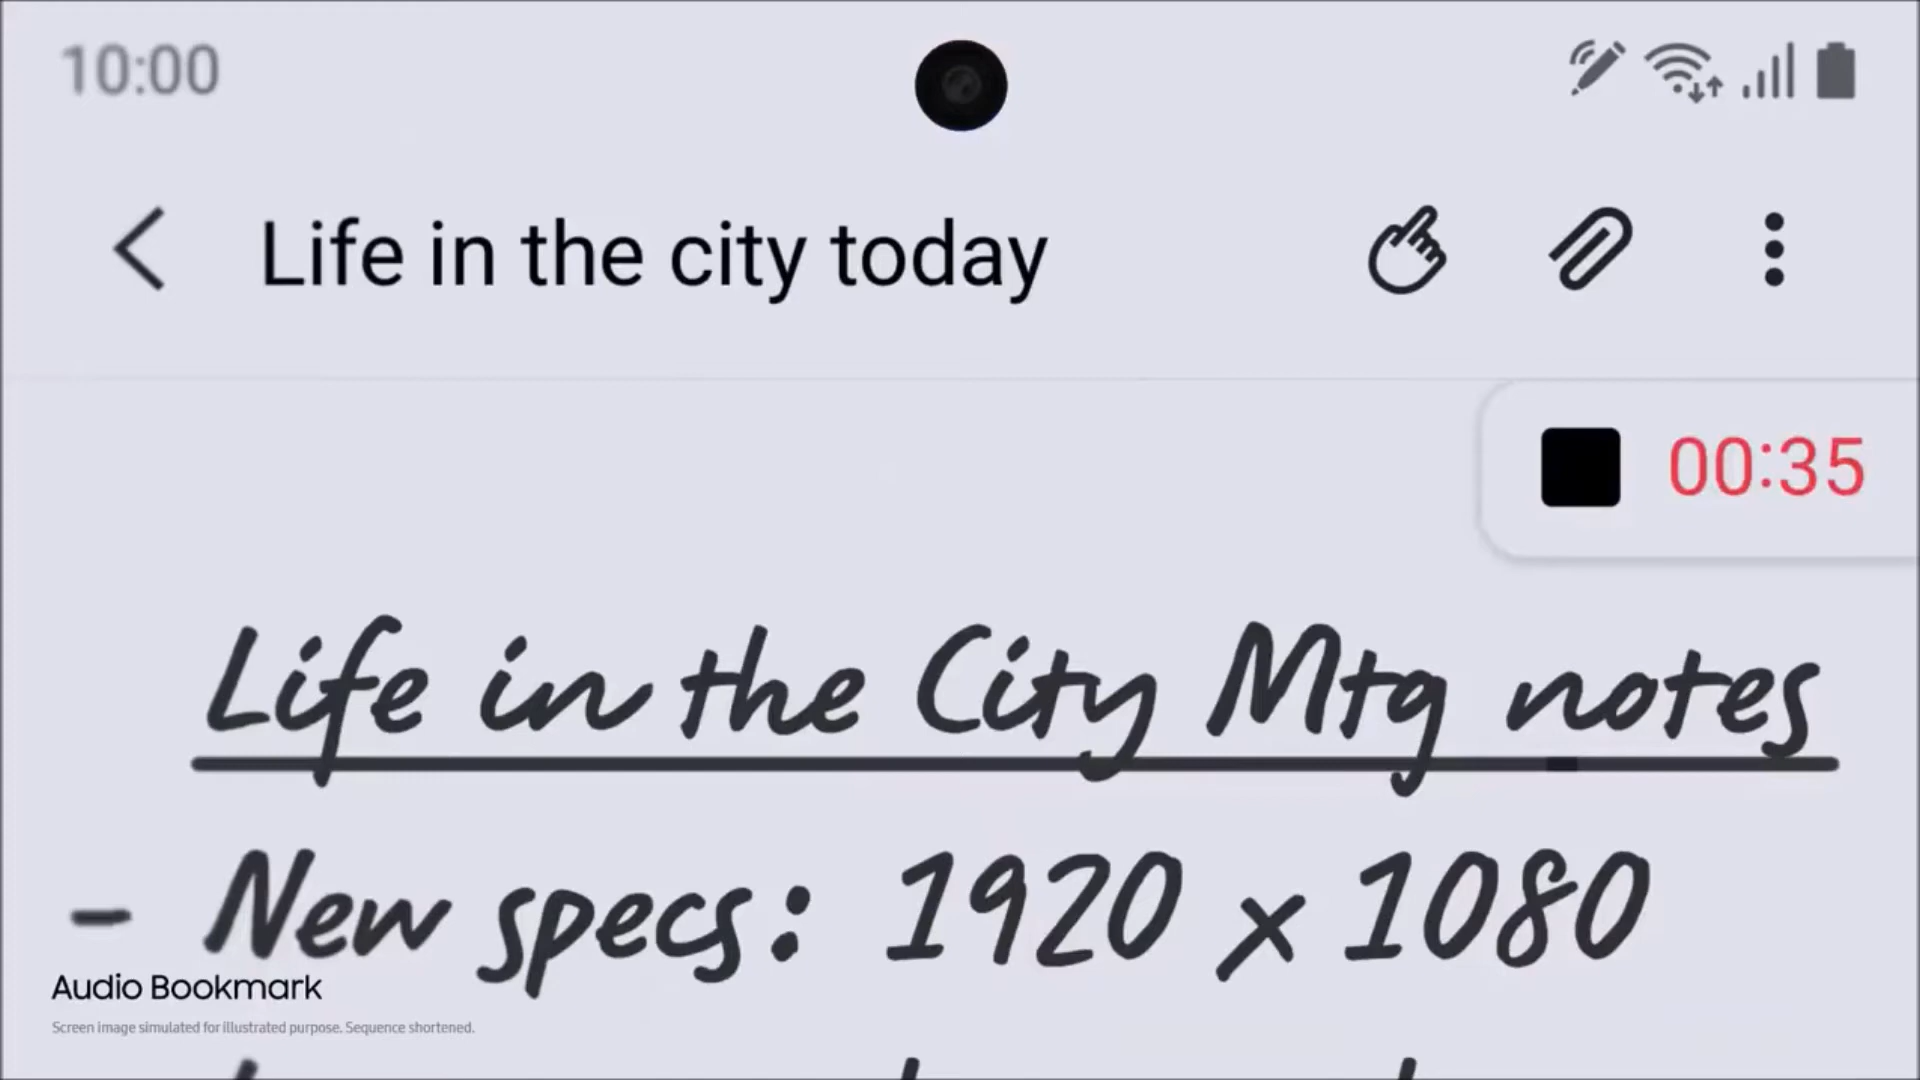 10:00
Life in the city today
00:35
Life in the City Mtg notes
- New specs: 1920 x 1080
Audio Bookmark
Screen image simulated for illustrated purpose. Sequence shortened.